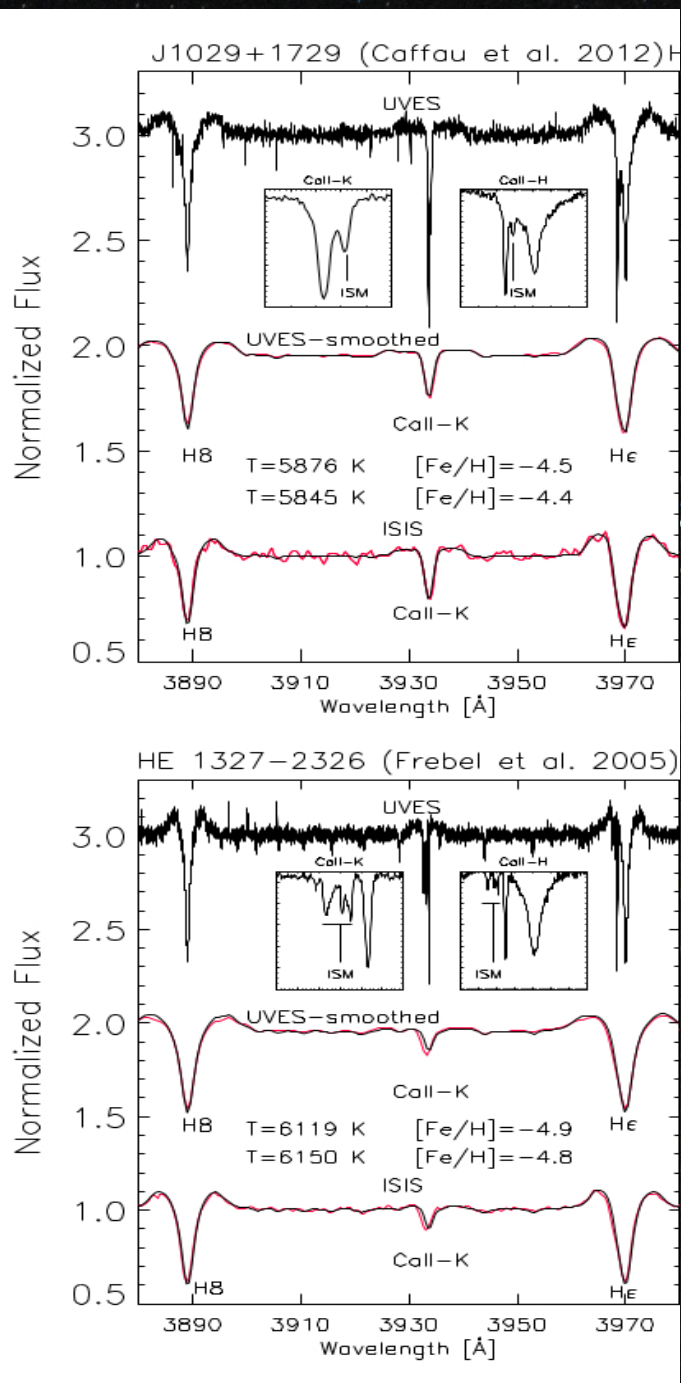 J1029+1729 (Caffau et al. 2012)H
UVES
3.0
CaII-K
CaII-H
2.5
ISM
ISM
UVES-smoothed
2.0
CaII-K
1.5
H8
Hϵ
T=5876 K [Fe/H]=-4.5
T=5845 K [Fe/H]=-4.4
ISIS
1.0
CaII-K
H8
Hϵ
0.5
3890 3910 3930 3950 3970
Wavelength [Å]
Normalized Flux
HE 1327-2326 (Frebel et al. 2005)
UVES
3.0
CaII-K
CaII-H
2.5
ISM
ISM
UVES-smoothed
2.0
CaII-K
1.5
H8
Hϵ
T=6119 K [Fe/H]=-4.9
T=6150 K [Fe/H]=-4.8
ISIS
1.0
CaII-K
H8
Hϵ
0.5
3890 3910 3930 3950 3970
Wavelength [Å]
Normalized Flux